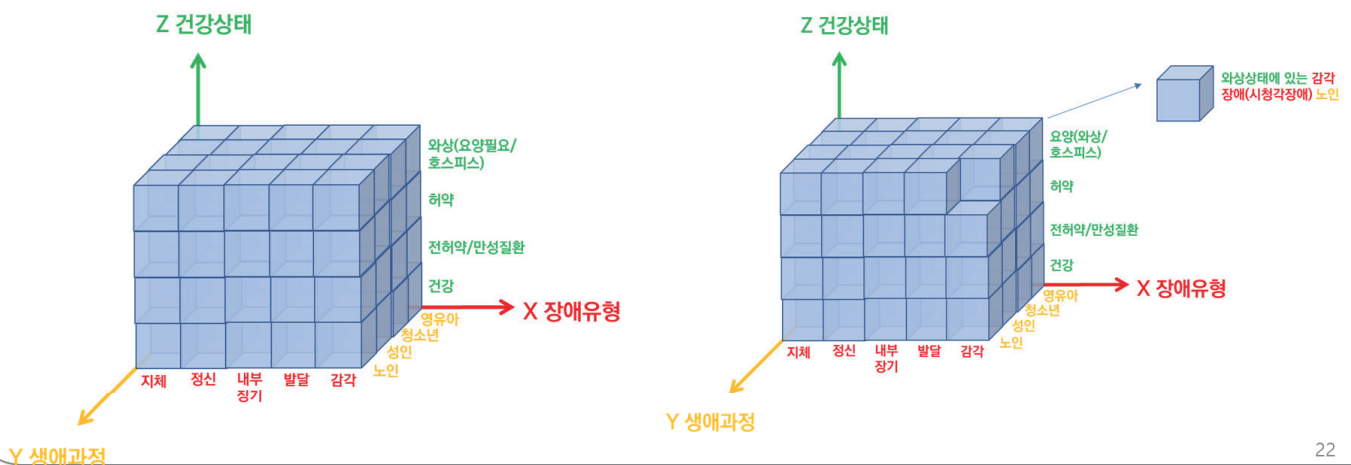 Z 건강상태
와상(요양필요/
호스피스)
허약
전허약/만성질환
건강
X 장애유형
영유아
청소년
성인
노인
지체
정신
내부
징기
발달
감각
Y 생애과정
Z 건강상태
와상상태에 있는 감각
장애(시청각장애) 노인
요양(와상/
호스피스)
허약
전허약/만성질환
건강
X 장애유형
영유아
청소년
성인
노인
지체
정신
내부
장기
발달
감각
Y 생애과정
22